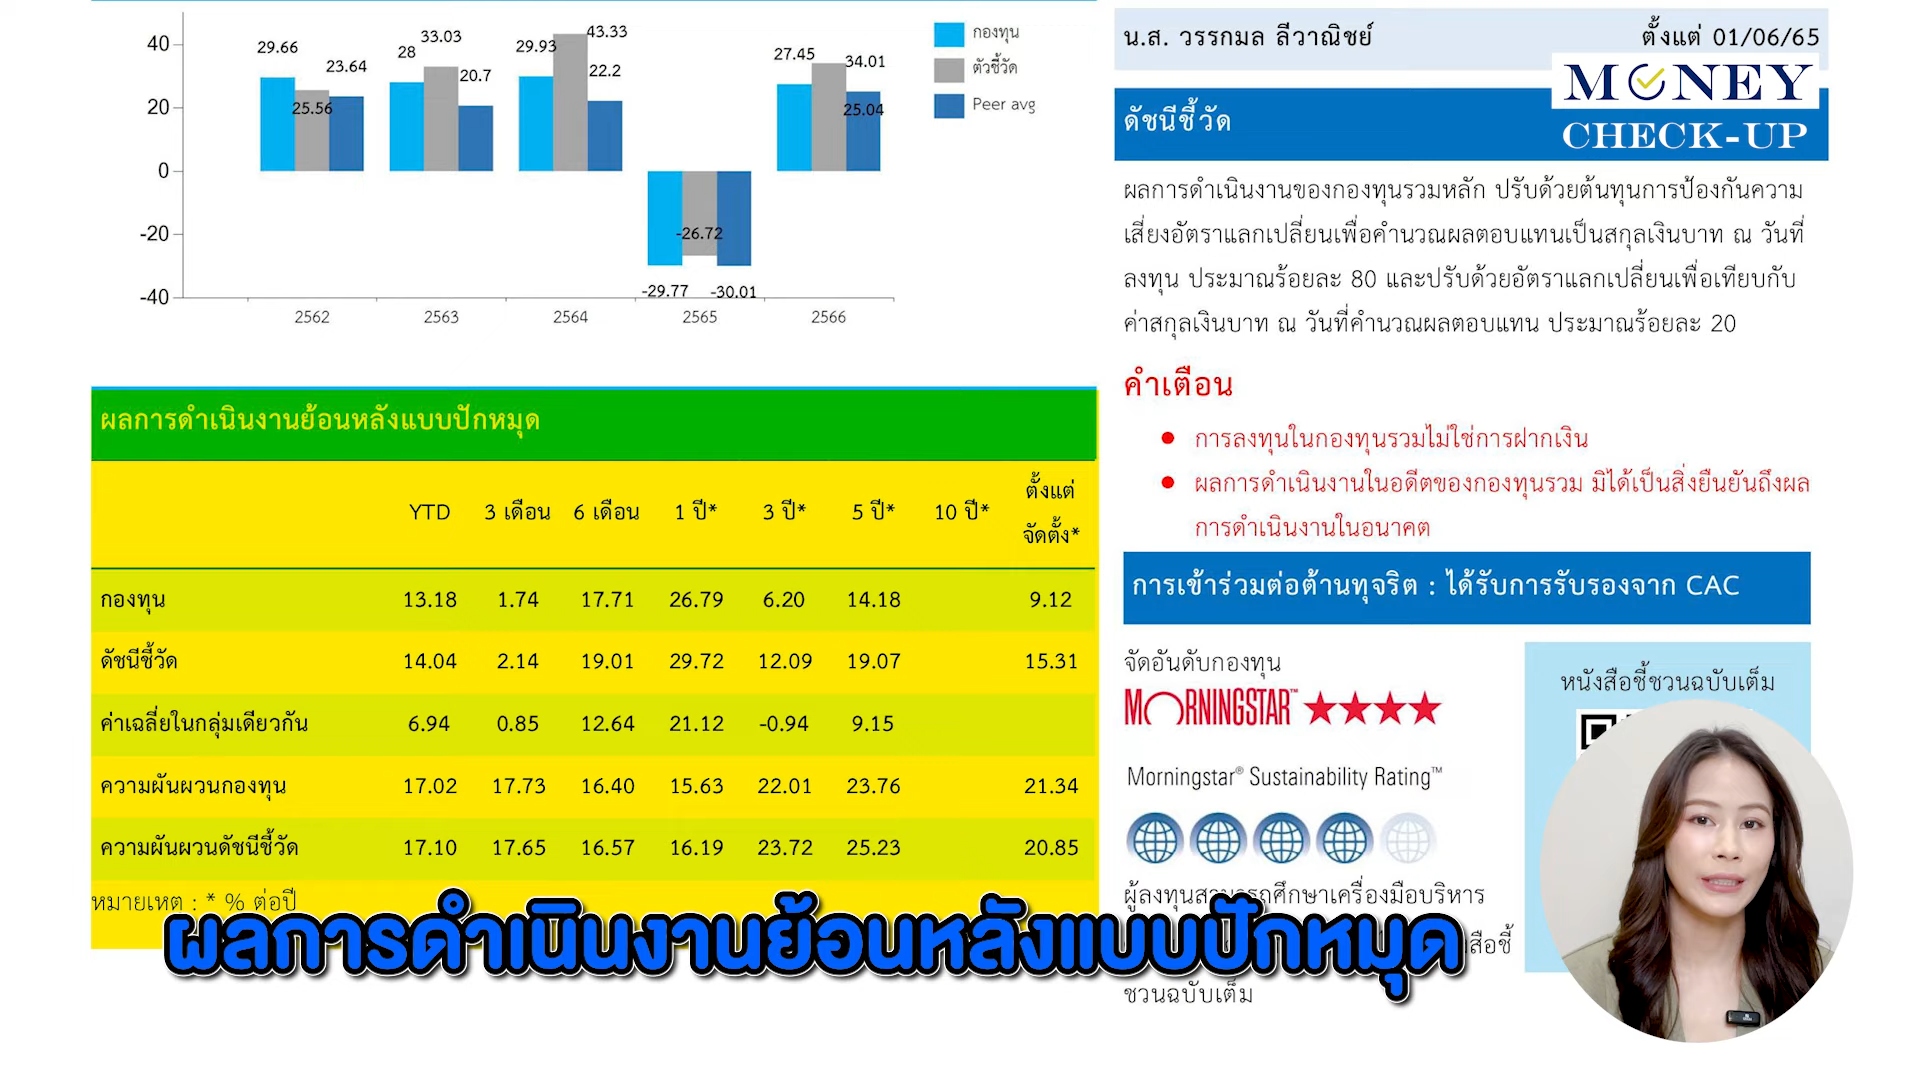 40
20
0
-20
-40
29.66
25.56
23.64
28
33.03
20.7
29.93
43.33
22.2
-29.77
-26.72
-30.01
27.45
34.01
25.04
2562
2563
2564
2565
2566
กองทุน
ตัวชี้วัด
Peer avg
น.ส. วรรกมล ลีวาณิชย์ ตั้งแต่ 01/06/65
MONEY
CHECK-UP
ดัชนีชี้วัด
ผลการดำเนินงานของกองทุนรวมหลัก ปรับด้วยต้นทุนการป้องกันความ
เสี่ยงอัตราแลกเปลี่ยนเพื่อคำนวณผลตอบแทนเป็นสกุลเงินบาท ณ วันที่
ลงทุน ประมาณร้อยละ 80 และปรับด้วยอัตราแลกเปลี่ยนเพื่อเทียบกับ
ค่าสกุลเงินบาท ณ วันที่คำนวณผลตอบแทน ประมาณร้อยละ 20
คำเตือน
● การลงทุนในกองทุนรวมไม่ใช่การฝากเงิน
● ผลการดำเนินงานในอดีตของกองทุนรวม มิได้เป็นสิ่งยืนยันถึงผล
การดำเนินงานในอนาคต
การเข้าร่วมต่อต้านทุจริต : ได้รับการรับรองจาก CAC
จัดอันดับกองทุน
MORNINGSTAR™ ★★★★
Morningstar® Sustainability Rating™
หนังสือชี้ชวนฉบับเต็ม
ผู้ลงทุนสามารถศึกษาเครื่องมือบริหาร
สือชี้
ชวนฉบับเต็ม
ผลการดำเนินงานย้อนหลังแบบปักหมุด
YTD 3 เดือน 6 เดือน 1 ปี* 3 ปี* 5 ปี* 10 ปี* ตั้งแต่
จัดตั้ง*
กองทุน 13.18 1.74 17.71 26.79 6.20 14.18 9.12
ดัชนีชี้วัด 14.04 2.14 19.01 29.72 12.09 19.07 15.31
ค่าเฉลี่ยในกลุ่มเดียวกัน 6.94 0.85 12.64 21.12 -0.94 9.15
ความผันผวนกองทุน 17.02 17.73 16.40 15.63 22.01 23.76 21.34
ความผันผวนดัชนีชี้วัด 17.10 17.65 16.57 16.19 23.72 25.23 20.85
หมายเหตุ : * % ต่อปี
ผลการดำเนินงานย้อนหลังแบบปักหมุด